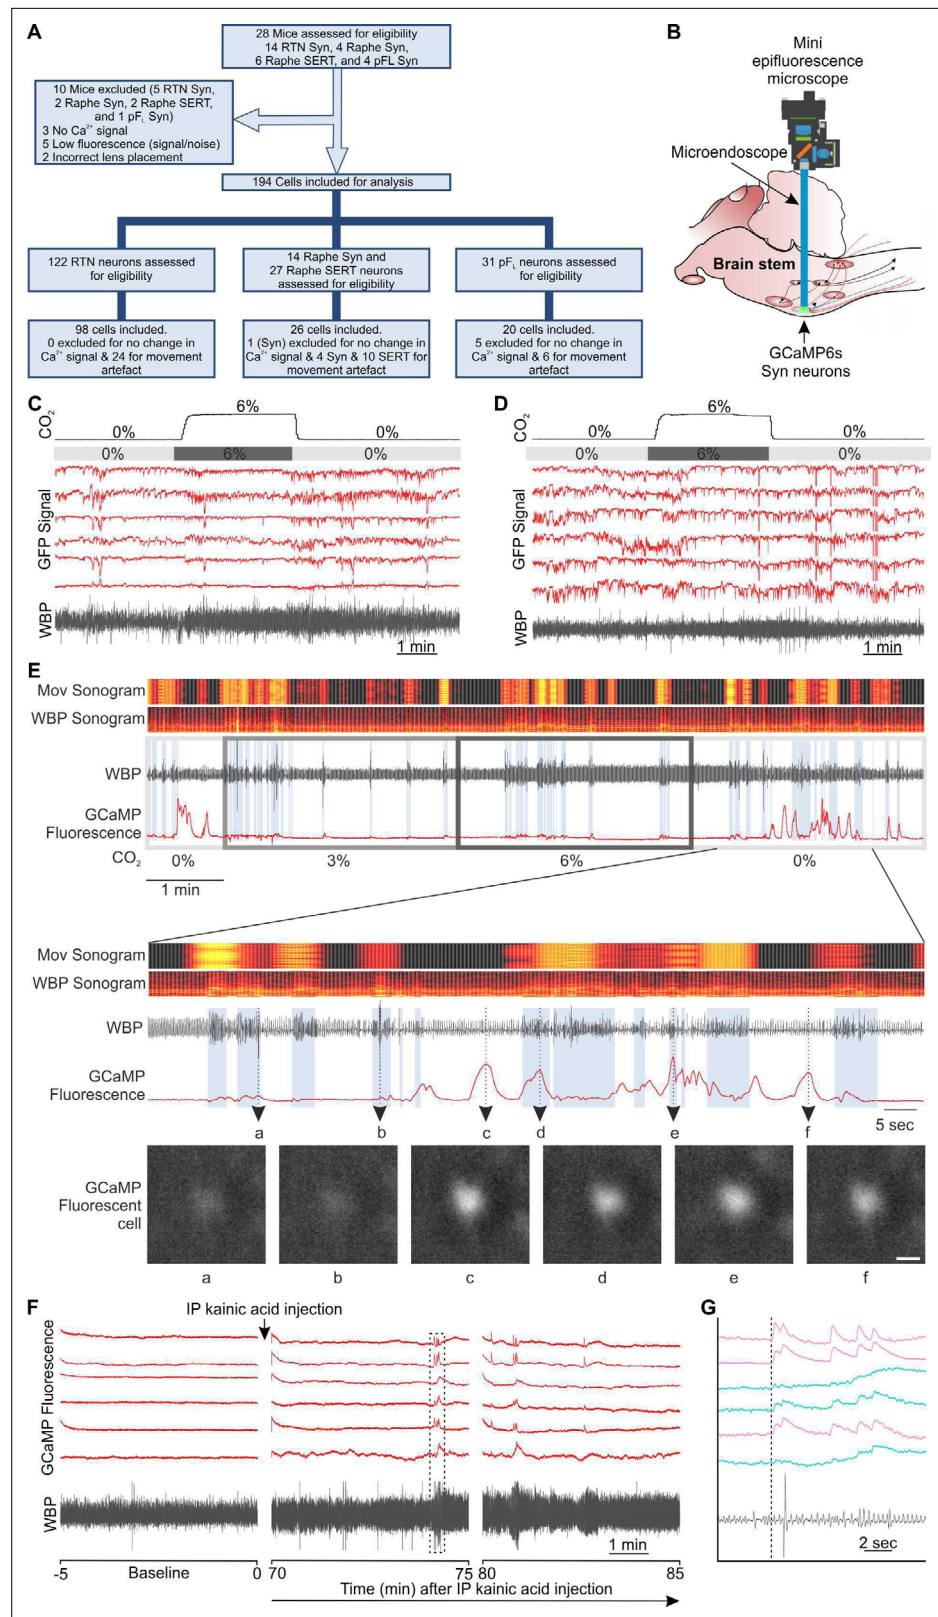 A
28 Mice assessed for eligibility
14 RTN Syn, 4 Raphe Syn,
6 Raphe SERT, and 4 pFL Syn
10 Mice excluded (5 RTN Syn,
2 Raphe Syn, 2 Raphe SERT,
and 1 pFL Syn)
3 No Ca2+ signal
5 Low fluorescence (signal/noise)
2 Incorrect lens placement
194 Cells included for analysis
122 RTN neurons assessed
for eligibility
14 Raphe Syn and
27 Raphe SERT neurons
assessed for eligibility
31 pFL neurons assessed
for eligibility
98 cells included.
0 excluded for no change in
Ca2+ signal & 24 for movement
artefact
26 cells included.
1 (Syn) excluded for no change in
Ca2+ signal & 4 Syn & 10 SERT for
movement artefact
20 cells included.
5 excluded for no change in
Ca2+ signal & 6 for movement
artefact
B
Mini
epifluorescence
microscope
Microendoscope
Brain stem
GCaMP6s
Syn neurons
C
CO2
0%
6%
0%
0%
6%
0%
GFP Signal
WBP
1 min
D
CO2
0%
6%
0%
0%
6%
0%
GFP Signal
WBP
1 min
E
Mov Sonogram
WBP Sonogram
WBP
GCaMP
Fluorescence
CO2
0%
3%
6%
0%
1 min
Mov Sonogram
WBP Sonogram
WBP
GCaMP
Fluorescence
a
b
c
d
e
f
5 sec
GCaMP
Fluorescent
cell
a
b
c
d
e
f
F
IP kainic acid injection
GCaMP Fluorescence
WBP
1 min
-5
Baseline
0
70
75
80
85
Time (min) after IP kainic acid injection
G
2 sec